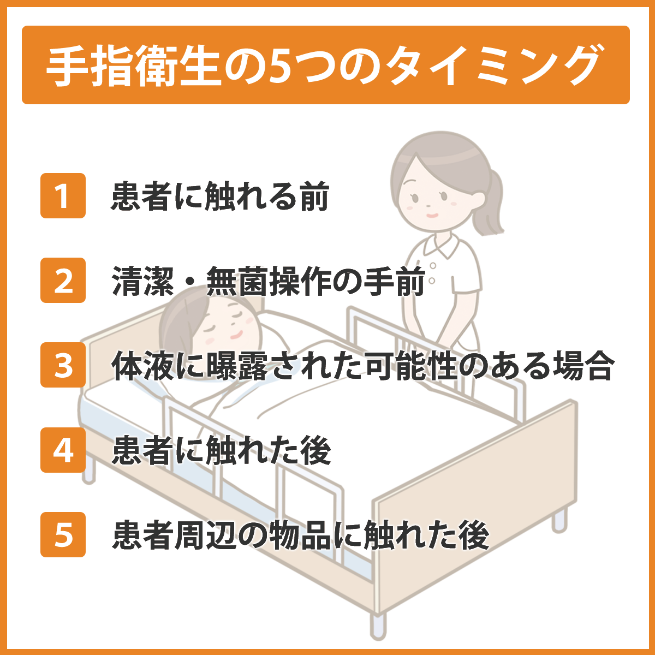 手指衛生の5つのタイミング
1 患者に触れる前
2 清潔・無菌操作の手前
3 体液に曝露された可能性のある場合
4 患者に触れた後
5 患者周辺の物品に触れた後